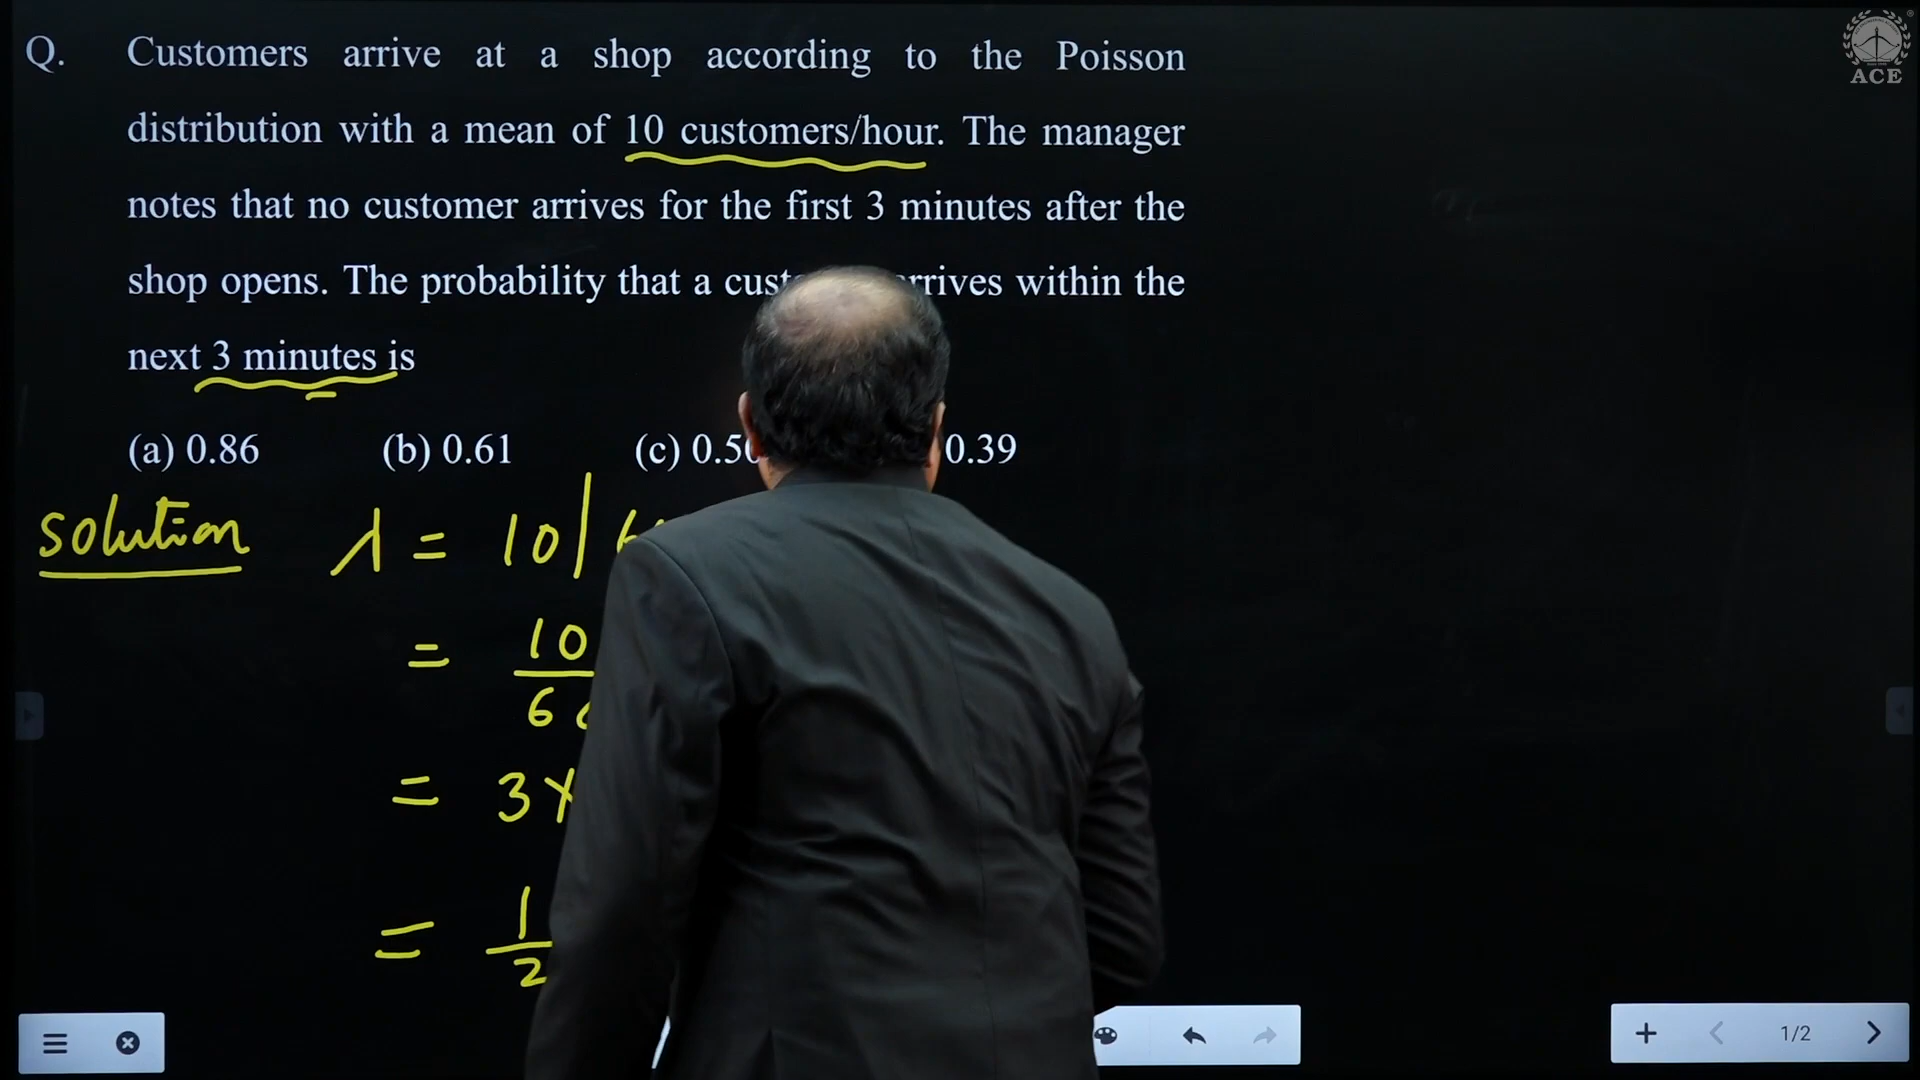 Q. Customers arrive at a shop according to the Poisson
distribution with a mean of 10 customers/hour. The manager
notes that no customer arrives for the first 3 minutes after the
shop opens. The probability that a rrives within the
next 3 minutes is
(a) 0.86 (b) 0.61 (c) 0.39
solution λ = 10 |
= 10
6
= 3 ×
= 1
2
ACE
1/2